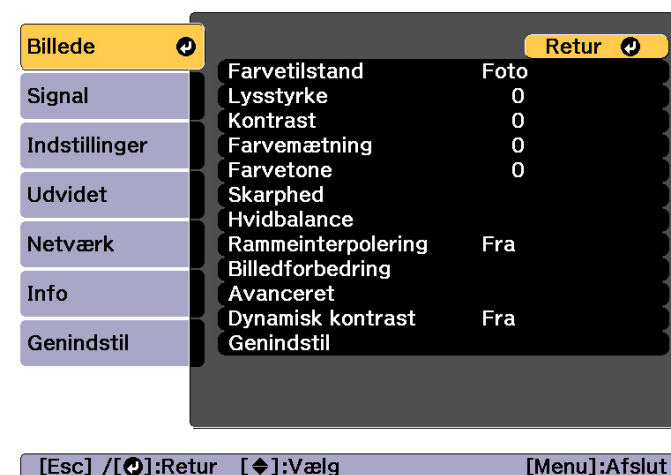 Billede
Signal
Indstillinger
Udvidet
Netværk
Info
Genindstil
Retur
Farvetilstand Foto
Lysstyrke 0
Kontrast 0
Farvemætning 0
Farvetone 0
Skarphed
Hvidbalance
Rammeinterpolering Fra
Billedforbedring
Avanceret
Dynamisk kontrast Fra
Genindstil
[Esc] /[⏎]:Retur [◆]:Vælg [Menu]:Afslut